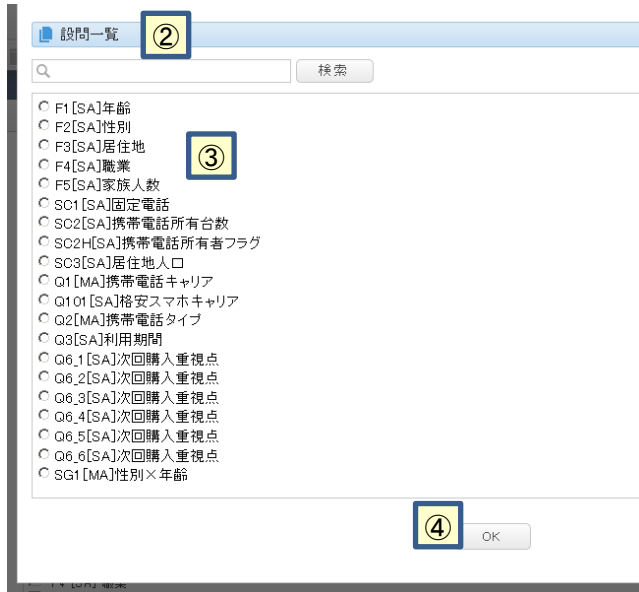 設問一覧 ②
検索
F1[SA]年齢
F2[SA]性別
F3[SA]居住地
③
F4[SA]職業
F5[SA]家族人数
SC1[SA]固定電話
SC2[SA]携帯電話所有台数
SC2H[SA]携帯電話所有者フラグ
SC3[SA]居住地人口
Q1[MA]携帯電話キャリア
Q101[SA]格安スマホキャリア
Q2[MA]携帯電話タイプ
Q3[SA]利用期間
Q6_1[SA]次回購入重視点
Q6_2[SA]次回購入重視点
Q6_3[SA]次回購入重視点
Q6_4[SA]次回購入重視点
Q6_5[SA]次回購入重視点
Q6_6[SA]次回購入重視点
SG1[MA]性別×年齢
④ OK